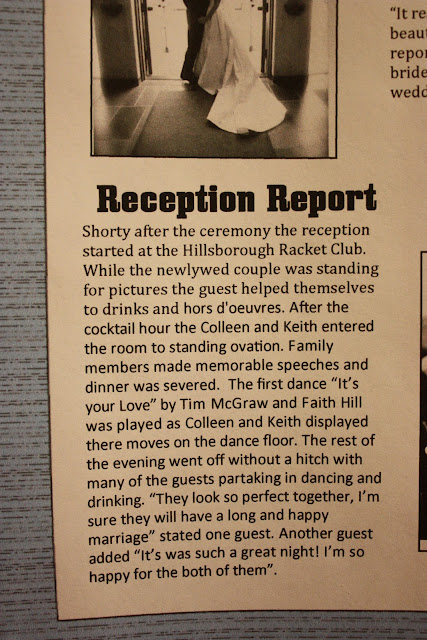 "It re
beau
repor
bride
wedd
Reception Report
Shorty after the ceremony the reception
started at the Hillsborough Racket Club.
While the newlywed couple was standing
for pictures the guest helped themselves
to drinks and hors d'oeuvres. After the
cocktail hour the Colleen and Keith entered
the room to standing ovation. Family
members made memorable speeches and
dinner was severed. The first dance "It's
your Love" by Tim McGraw and Faith Hill
was played as Colleen and Keith displayed
there moves on the dance floor. The rest of
the evening went off without a hitch with
many of the guests partaking in dancing and
drinking. "They look so perfect together, I'm
sure they will have a long and happy
marriage" stated one guest. Another guest
added "It's was such a great night! I'm so
happy for the both of them".